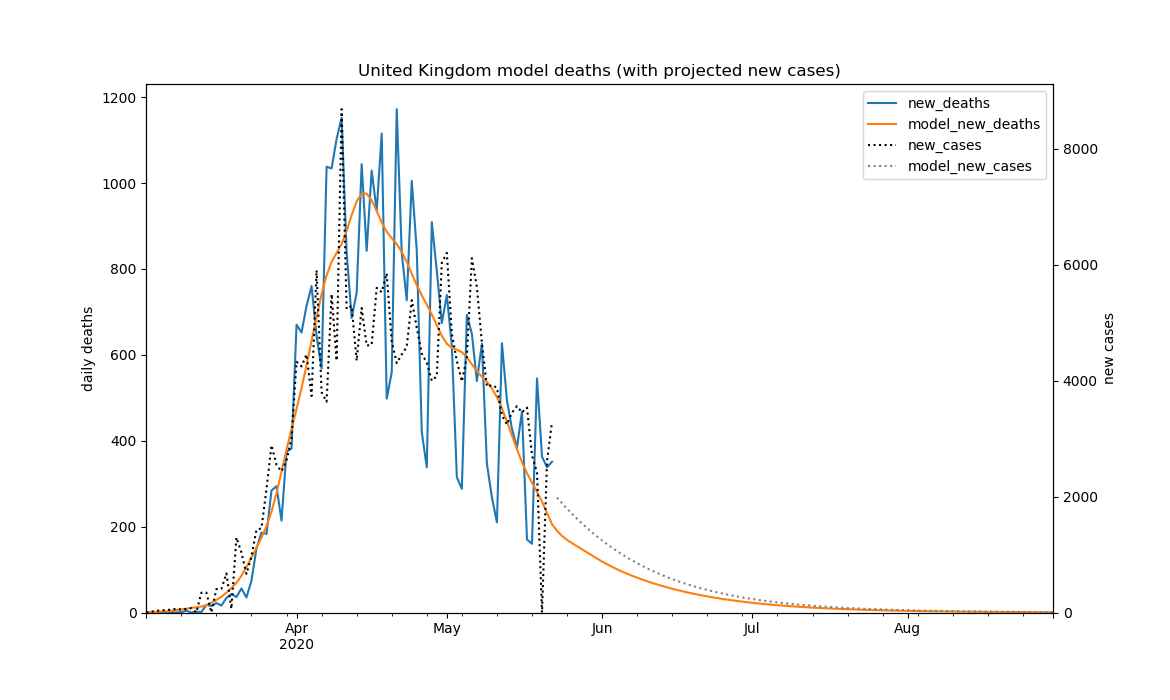 United Kingdom model deaths (with projected new cases)
1200
1000
800
600
400
200
0
daily deaths
8000
6000
4000
2000
0
new cases
new_deaths
model_new_deaths
new_cases
model_new_cases
Apr
2020
May
Jun
Jul
Aug